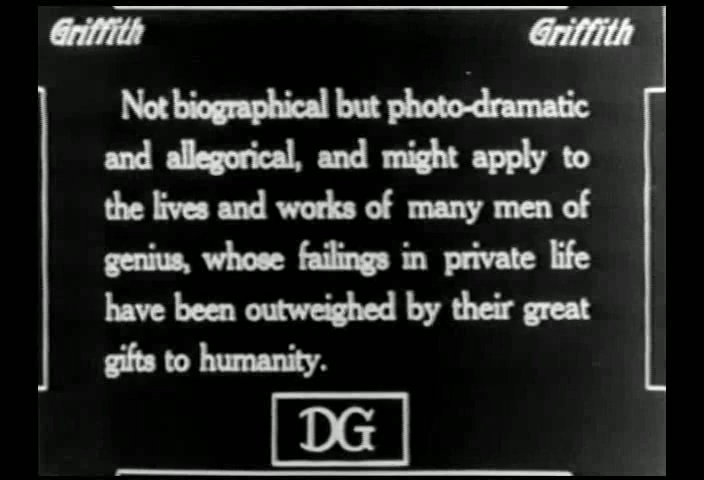 Griffith Griffith
Not biographical but photo-dramatic
and allegorical, and might apply to
the lives and works of many men of
genius, whose failings in private life
have been outweighed by their great
gifts to humanity.
DG